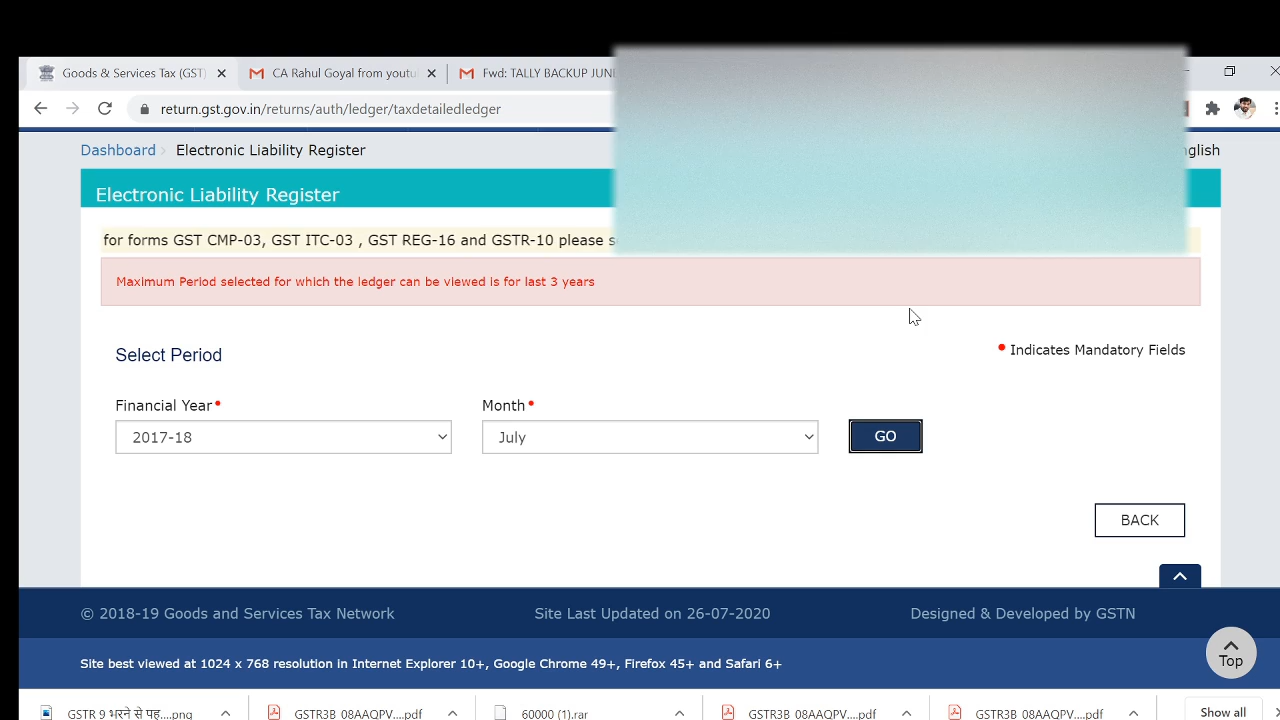 Goods & Services Tax (GST)
CA Rahul Goyal from youtu
Fwd: TALLY BACKUP JUN
return.gst.gov.in/returns/auth/ledger/taxdetailedledger
Dashboard Electronic Liability Register
English
Electronic Liability Register
for forms GST CMP-03, GST ITC-03 , GST REG-16 and GSTR-10 please s
Maximum Period selected for which the ledger can be viewed is for last 3 years
Select Period
• Indicates Mandatory Fields
Financial Year•
Month•
2017-18
July
GO
BACK
© 2018-19 Goods and Services Tax Network
Site Last Updated on 26-07-2020
Designed & Developed by GSTN
Top
Site best viewed at 1024 x 768 resolution in Internet Explorer 10+, Google Chrome 49+, Firefox 45+ and Safari 6+
GSTR 9 भरने से पह....png
GSTR3B_08AAQPV....pdf
60000 (1).rar
GSTR3B_08AAQPV....pdf
GSTR3B_08AAQPV....pdf
Show all